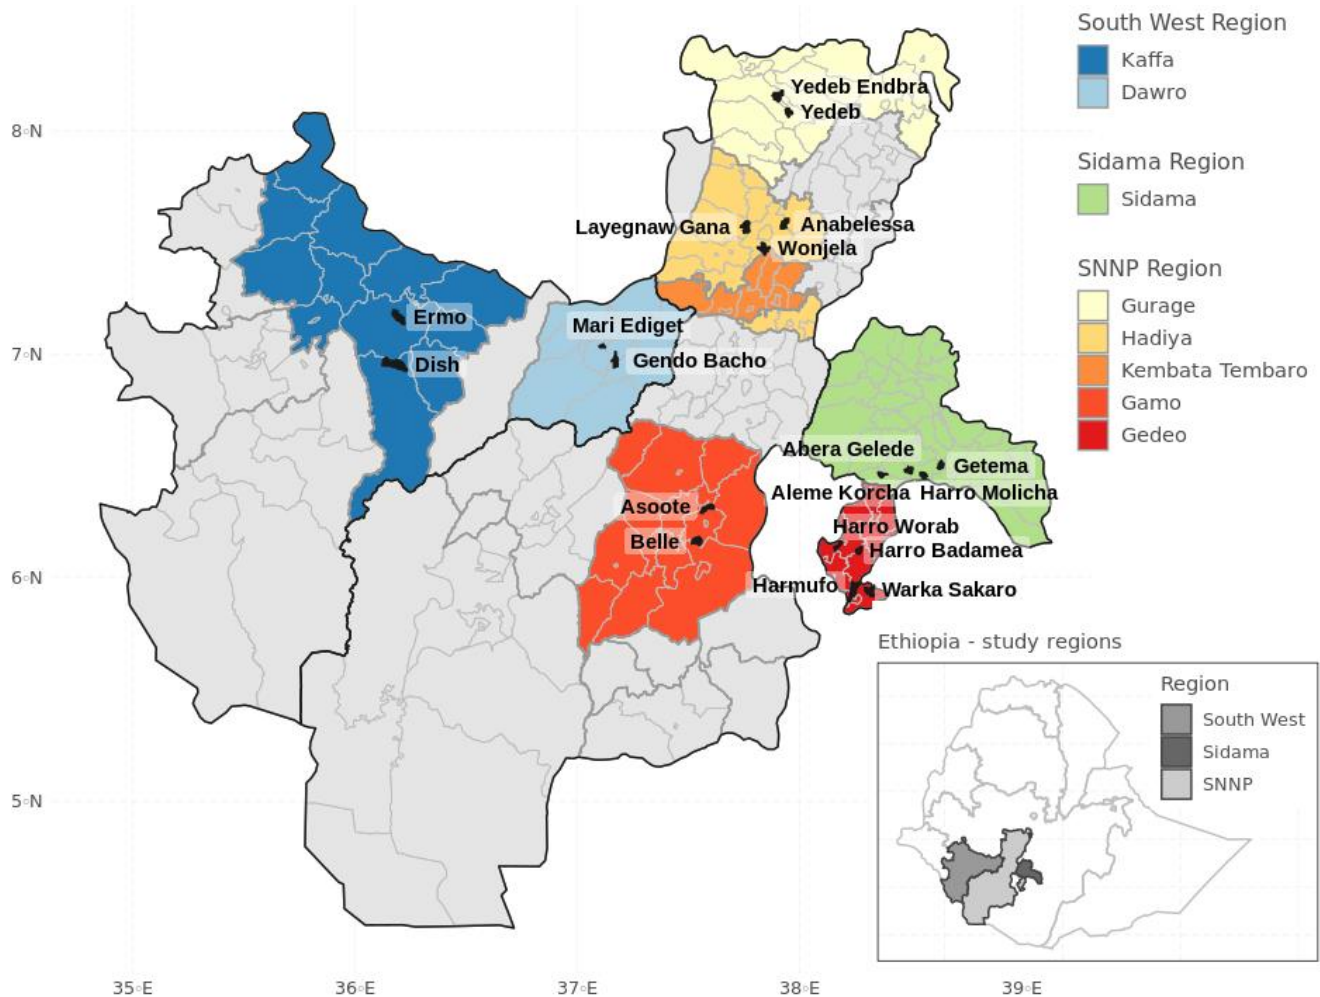 South West Region
Kaffa
Dawro
Sidama Region
Sidama
SNNP Region
Gurage
Hadiya
Kembata Tembaro
Gamo
Gedeo
Yedeb Endbra
Yedeb
Layegnaw Gana
Anabelessa
Wonjela
Ermo
Dish
Mari Ediget
Gendo Bacho
Abera Gelede
Getema
Aleme Korcha
Harro Molicha
Asoote
Belle
Harro Worab
Harro Badamea
Harmufo
Warka Sakaro
8°N
7°N
6°N
5°N
35°E
36°E
37°E
38°E
39°E
Ethiopia - study regions
Region
South West
Sidama
SNNP